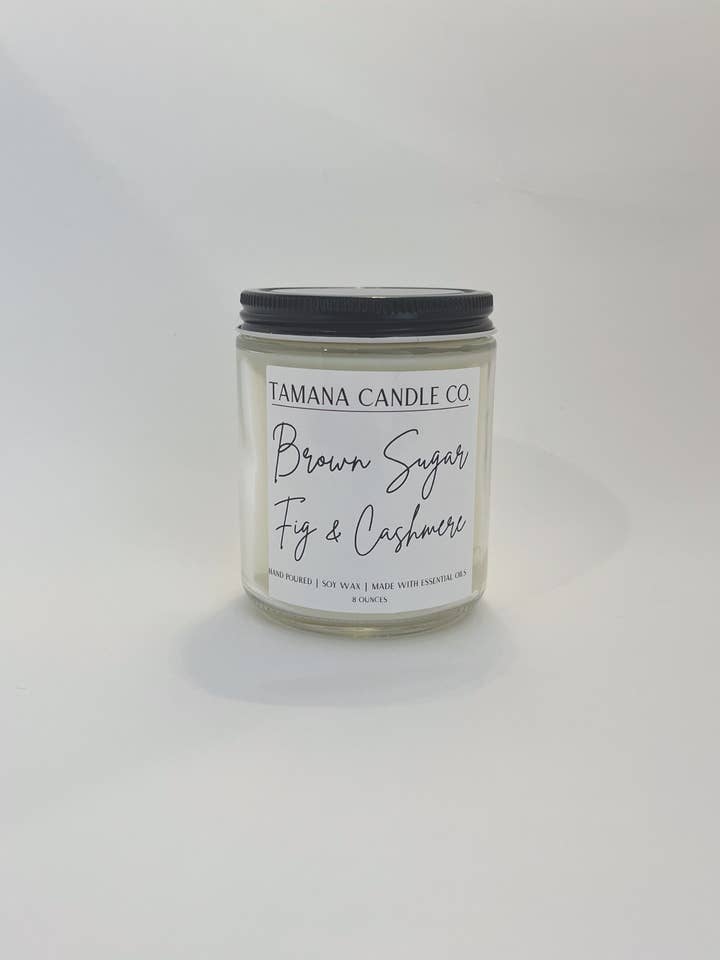 TAMANA CANDLE CO.
Brown Sugar
Fig & Cashmere
HAND POURED | SOY WAX | MADE WITH ESSENTIAL OILS
8 OUNCES